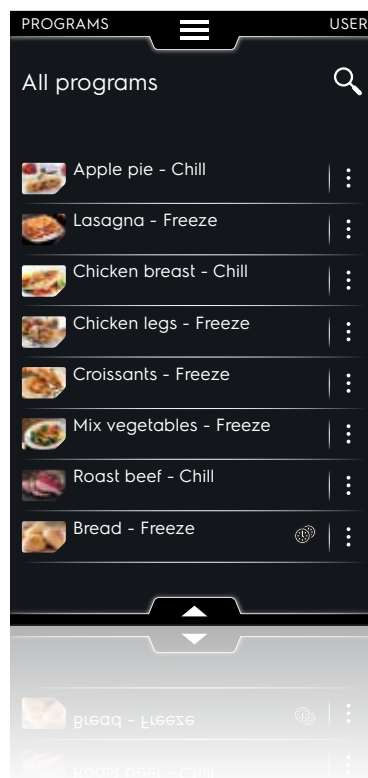 PROGRAMS USER
All programs
Apple pie - Chill
Lasagna - Freeze
Chicken breast - Chill
Chicken legs - Freeze
Croissants - Freeze
Mix vegetables - Freeze
Roast beef - Chill
Bread - Freeze